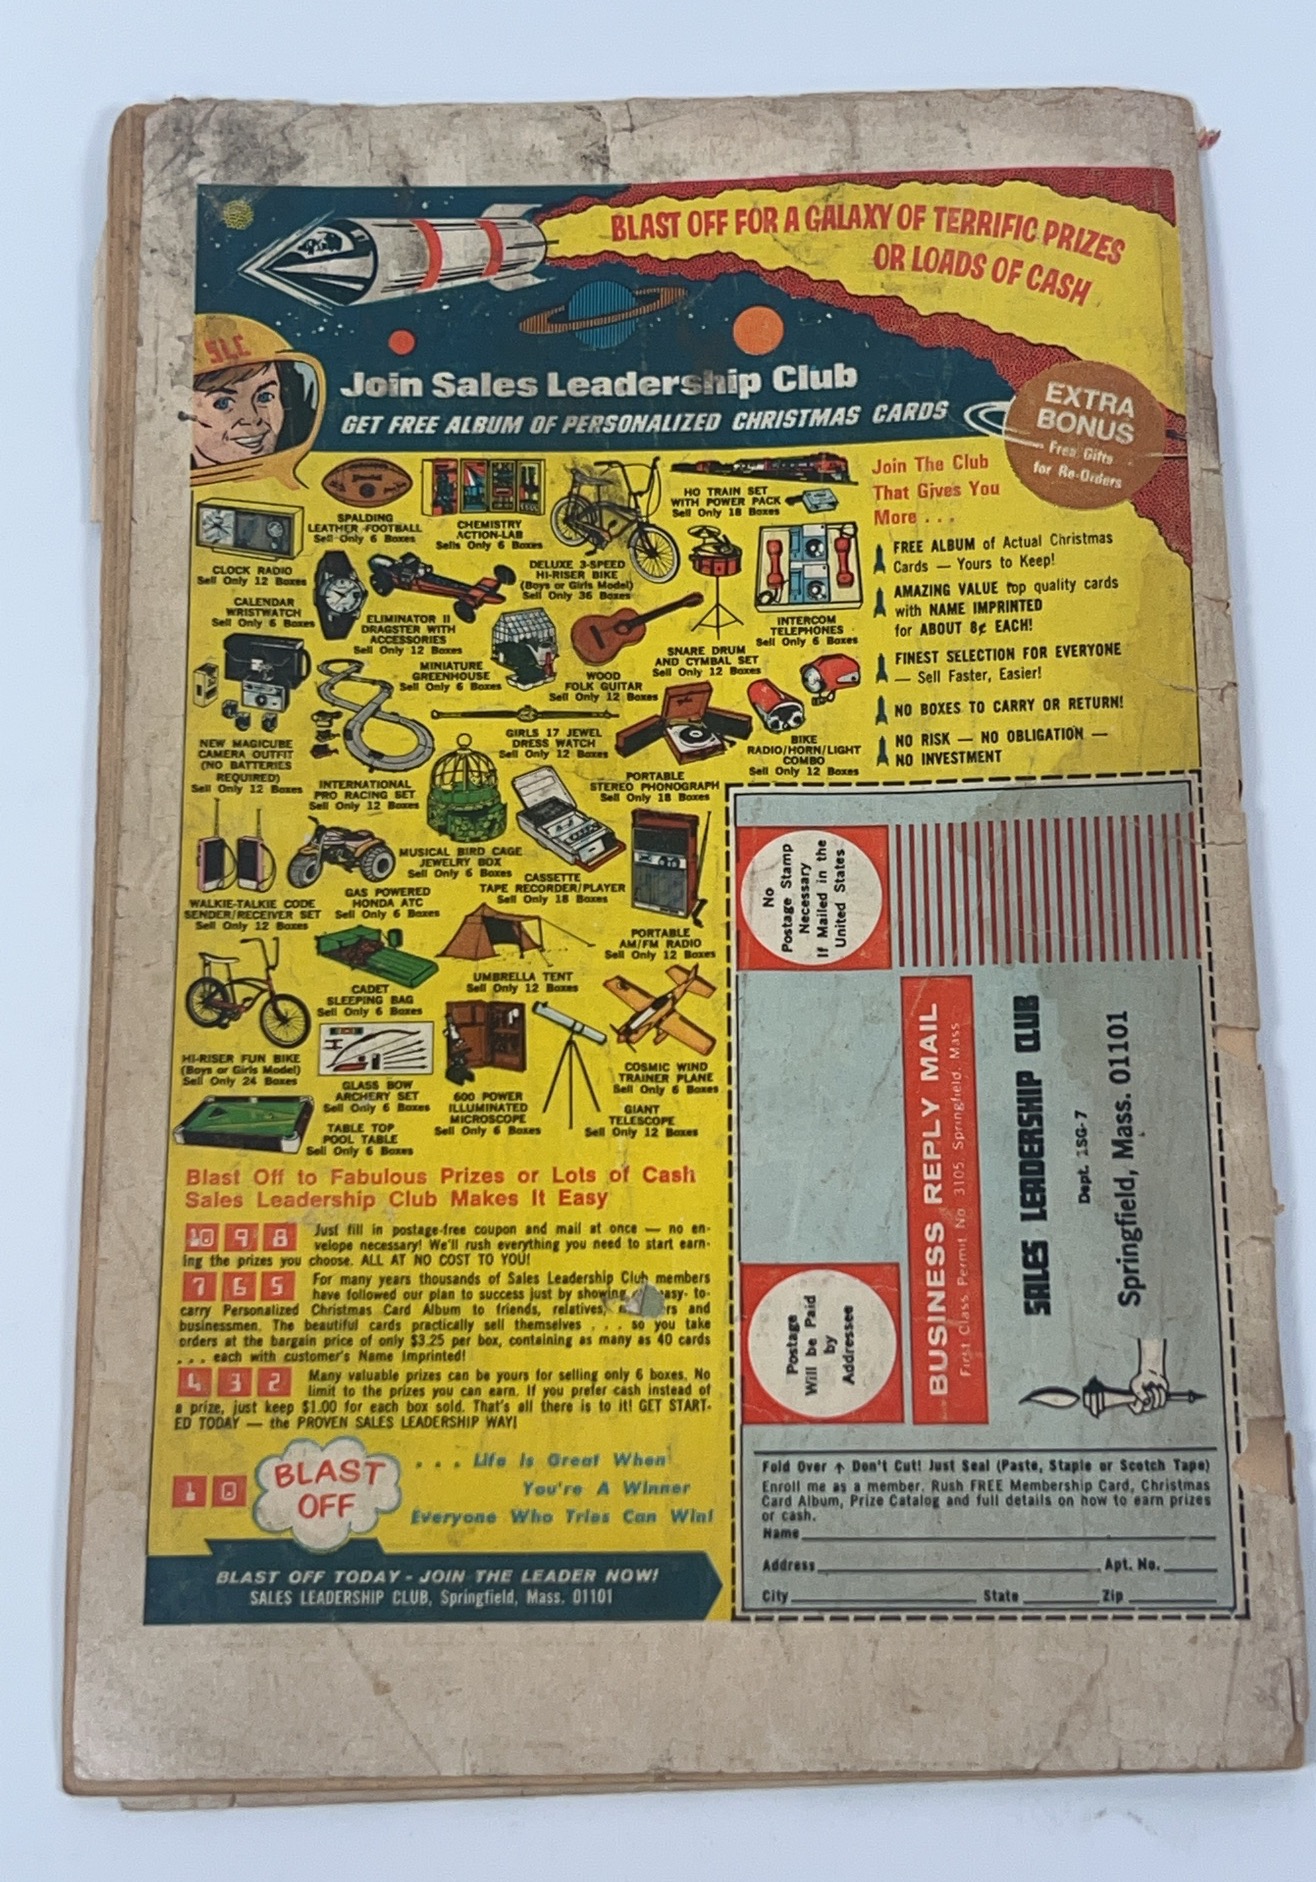 BLAST OFF FOR A GALAXY OF TERRIFIC PRIZES
OR LOADS OF CASH
SLC
Join Sales Leadership Club
GET FREE ALBUM OF PERSONALIZED CHRISTMAS CARDS
EXTRA
BONUS
Free Gifts
for Re-Orders
Join The Club
That Gives You
More . . .
FREE ALBUM of Actual Christmas
Cards — Yours to Keep!
AMAZING VALUE top quality cards
with NAME IMPRINTED
for ABOUT 8¢ EACH!
FINEST SELECTION FOR EVERYONE
— Sell Faster, Easier!
NO BOXES TO CARRY OR RETURN!
NO RISK — NO OBLIGATION —
NO INVESTMENT
CLOCK RADIO
Sell Only 12 Boxes
SPALDING
LEATHER FOOTBALL
Sell Only 6 Boxes
CHEMISTRY
ACTION-LAB
Sells Only 6 Boxes
DELUXE 3-SPEED
HI-RISER BIKE
(Boys or Girls Model)
Sell Only 36 Boxes
HO TRAIN SET
WITH POWER PACK
Sell Only 18 Boxes
CALENDAR
WRISTWATCH
Sell Only 6 Boxes
ELIMINATOR II
DRAGSTER WITH
ACCESSORIES
Sell Only 12 Boxes
MINIATURE
GREENHOUSE
Sell Only 6 Boxes
WOOD
FOLK GUITAR
Sell Only 12 Boxes
SNARE DRUM
AND CYMBAL SET
Sell Only 12 Boxes
INTERCOM
TELEPHONES
Sell Only 6 Boxes
NEW MAGICUBE
CAMERA OUTFIT
(NO BATTERIES
REQUIRED)
Sell Only 12 Boxes
INTERNATIONAL
PRO RACING SET
Sell Only 12 Boxes
GIRLS 17 JEWEL
DRESS WATCH
Sell Only 12 Boxes
PORTABLE
STEREO PHONOGRAPH
Sell Only 18 Boxes
BIKE
RADIO/HORN/LIGHT
COMBO
Sell Only 12 Boxes
WALKIE-TALKIE CODE
SENDER/RECEIVER SET
Sell Only 12 Boxes
GAS POWERED
HONDA ATC
Sell Only 6 Boxes
MUSICAL BIRD CAGE
JEWELRY BOX
Sell Only 6 Boxes
CASSETTE
TAPE RECORDER/PLAYER
Sell Only 18 Boxes
PORTABLE
AM/FM RADIO
Sell Only 12 Boxes
HI-RISER FUN BIKE
(Boys or Girls Model)
Sell Only 24 Boxes
CADET
SLEEPING BAG
Sell Only 6 Boxes
UMBRELLA TENT
Sell Only 12 Boxes
GLASS BOW
ARCHERY SET
Sell Only 6 Boxes
600 POWER
ILLUMINATED
MICROSCOPE
Sell Only 6 Boxes
GIANT
TELESCOPE
Sell Only 12 Boxes
COSMIC WIND
TRAINER PLANE
Sell Only 6 Boxes
TABLE TOP
POOL TABLE
Sell Only 6 Boxes
Blast Off to Fabulous Prizes or Lots of Cash
Sales Leadership Club Makes It Easy
10 9 8 Just fill in postage-free coupon and mail at once — no en-
velope necessary! We'll rush everything you need to start earn-
ing the prizes you choose. ALL AT NO COST TO YOU!
7 6 5 For many years thousands of Sales Leadership Club members
have followed our plan to success just by showing easy-to-
carry Personalized Christmas Card Album to friends, relatives, and
businessmen. The beautiful cards practically sell themselves . . . so you take
orders at the bargain price of only $3.25 per box, containing as many as 40 cards
. . . each with customer's Name Imprinted!
4 3 2 Many valuable prizes can be yours for selling only 6 boxes. No
limit to the prizes you can earn. If you prefer cash instead of
a prize, just keep $1.00 for each box sold. That's all there is to it! GET START-
ED TODAY — the PROVEN SALES LEADERSHIP WAY!
1 0
BLAST
OFF
. . . Life Is Great When
You're A Winner
Everyone Who Tries Can Win!
BLAST OFF TODAY - JOIN THE LEADER NOW!
SALES LEADERSHIP CLUB, Springfield, Mass. 01101
No
Postage Stamp
Necessary
If Mailed in the
United States
BUSINESS REPLY MAIL
First Class Permit No. 3105 Springfield, Mass.
SALES LEADERSHIP CLUB
Dept. 1SG-7
Springfield, Mass. 01101
Postage
Will be Paid
by
Addressee
Fold Over ↑ Don't Cut! Just Seal (Paste, Staple or Scotch Tape)
Enroll me as a member. Rush FREE Membership Card, Christmas
Card Album, Prize Catalog and full details on how to earn prizes
or cash.
Name
Address Apt. No.
City State Zip